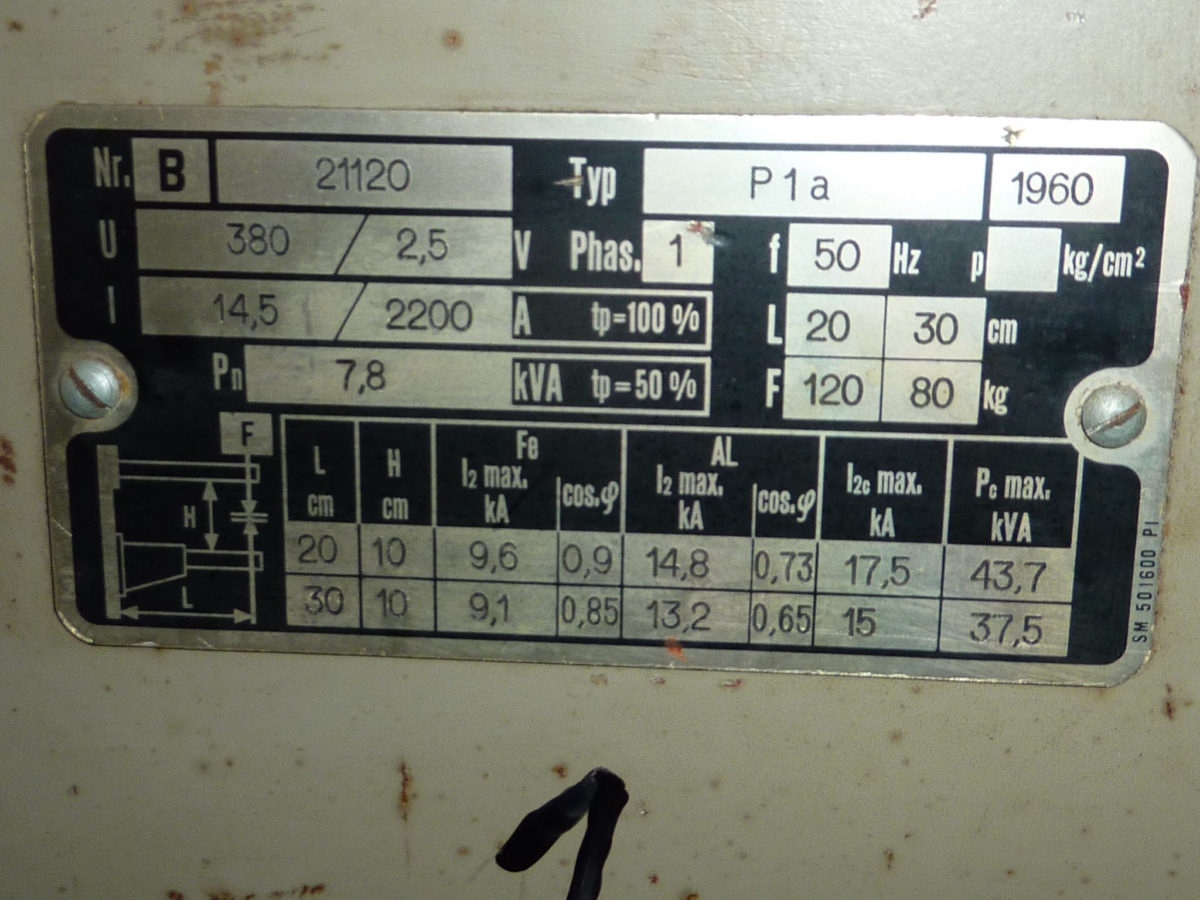 Nr. B 21120 Typ P1a 1960
U 380 / 2,5 V Phas. 1 f 50 Hz p kg/cm²
I 14,5 / 2200 A tp=100% L 20 30 cm
Pn 7,8 kVA tp=50% F 120 80 kg
F
H
L
L cm H cm Fe I2 max. kA cos.φ AL I2 max. kA cos.φ I2c max. kA Pc max. kVA
20 10 9,6 0,9 14,8 0,73 17,5 43,7
30 10 9,1 0,85 13,2 0,65 15 37,5
SM 501600 PI
1